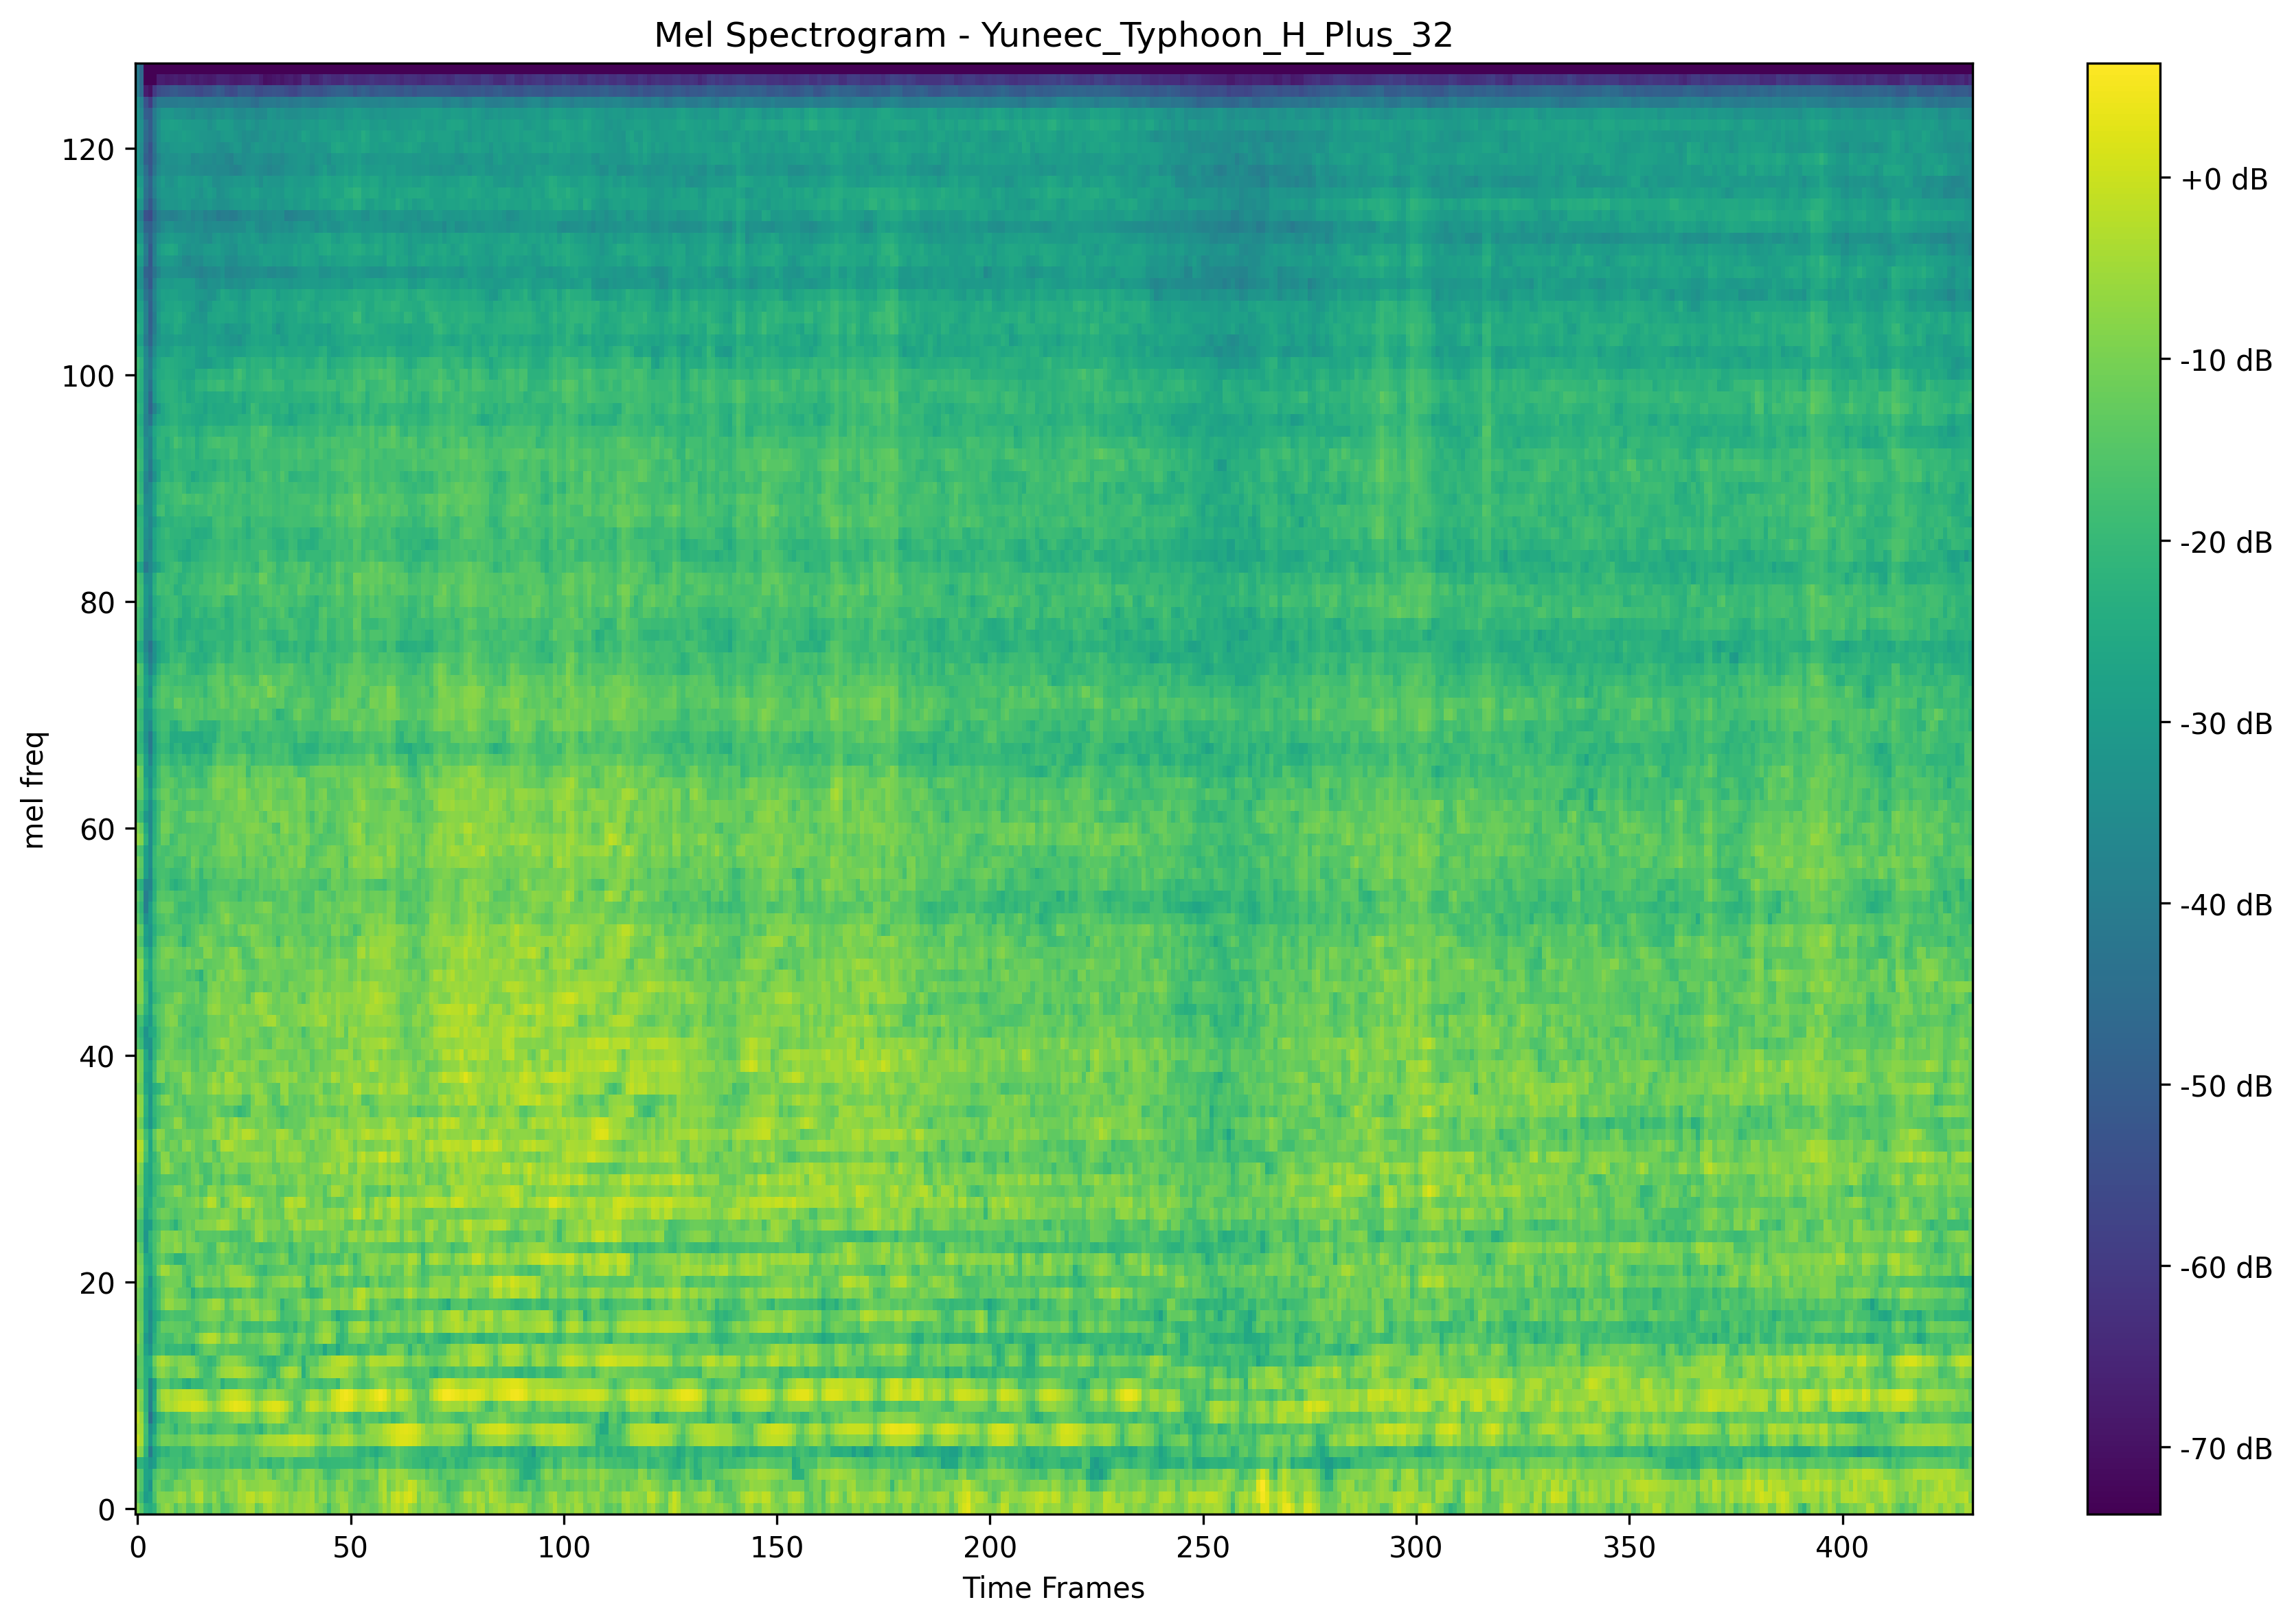 Mel Spectrogram - Yuneec_Typhoon_H_Plus_32
mel freq
120
100
80
60
40
20
0
0 50 100 150 200 250 300 350 400
Time Frames
+0 dB
-10 dB
-20 dB
-30 dB
-40 dB
-50 dB
-60 dB
-70 dB